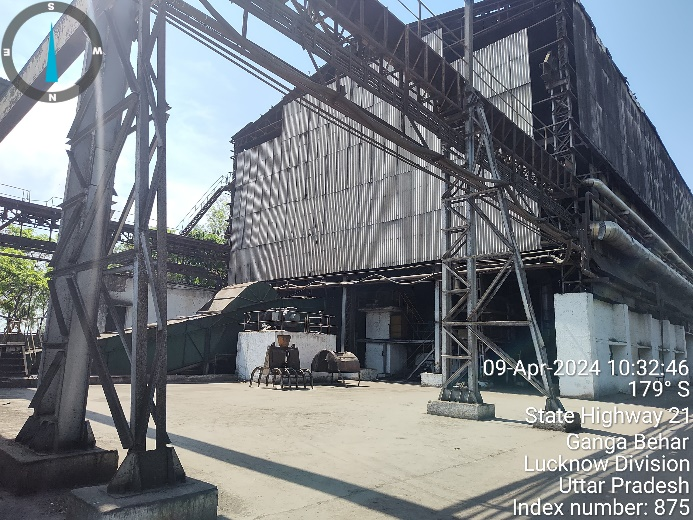 S
E
W
N
09-Apr-2024 10:32:46
179° S
State Highway 21
Ganga Behar
Lucknow Division
Uttar Pradesh
Index number: 875